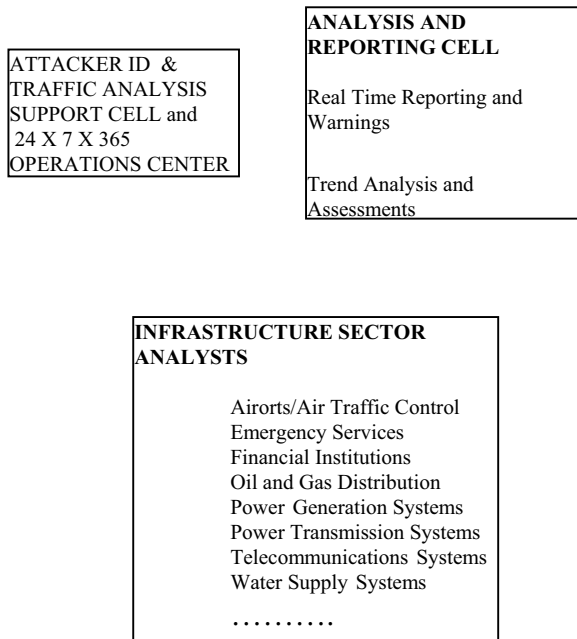 ATTACKER ID &
TRAFFIC ANALYSIS
SUPPORT CELL and
24 X 7 X 365
OPERATIONS CENTER
ANALYSIS AND
REPORTING CELL
Real Time Reporting and
Warnings
Trend Analysis and
Assessments
INFRASTRUCTURE SECTOR
ANALYSTS
Airorts/Air Traffic Control
Emergency Services
Financial Institutions
Oil and Gas Distribution
Power Generation Systems
Power Transmission Systems
Telecommunications Systems
Water Supply Systems
..........